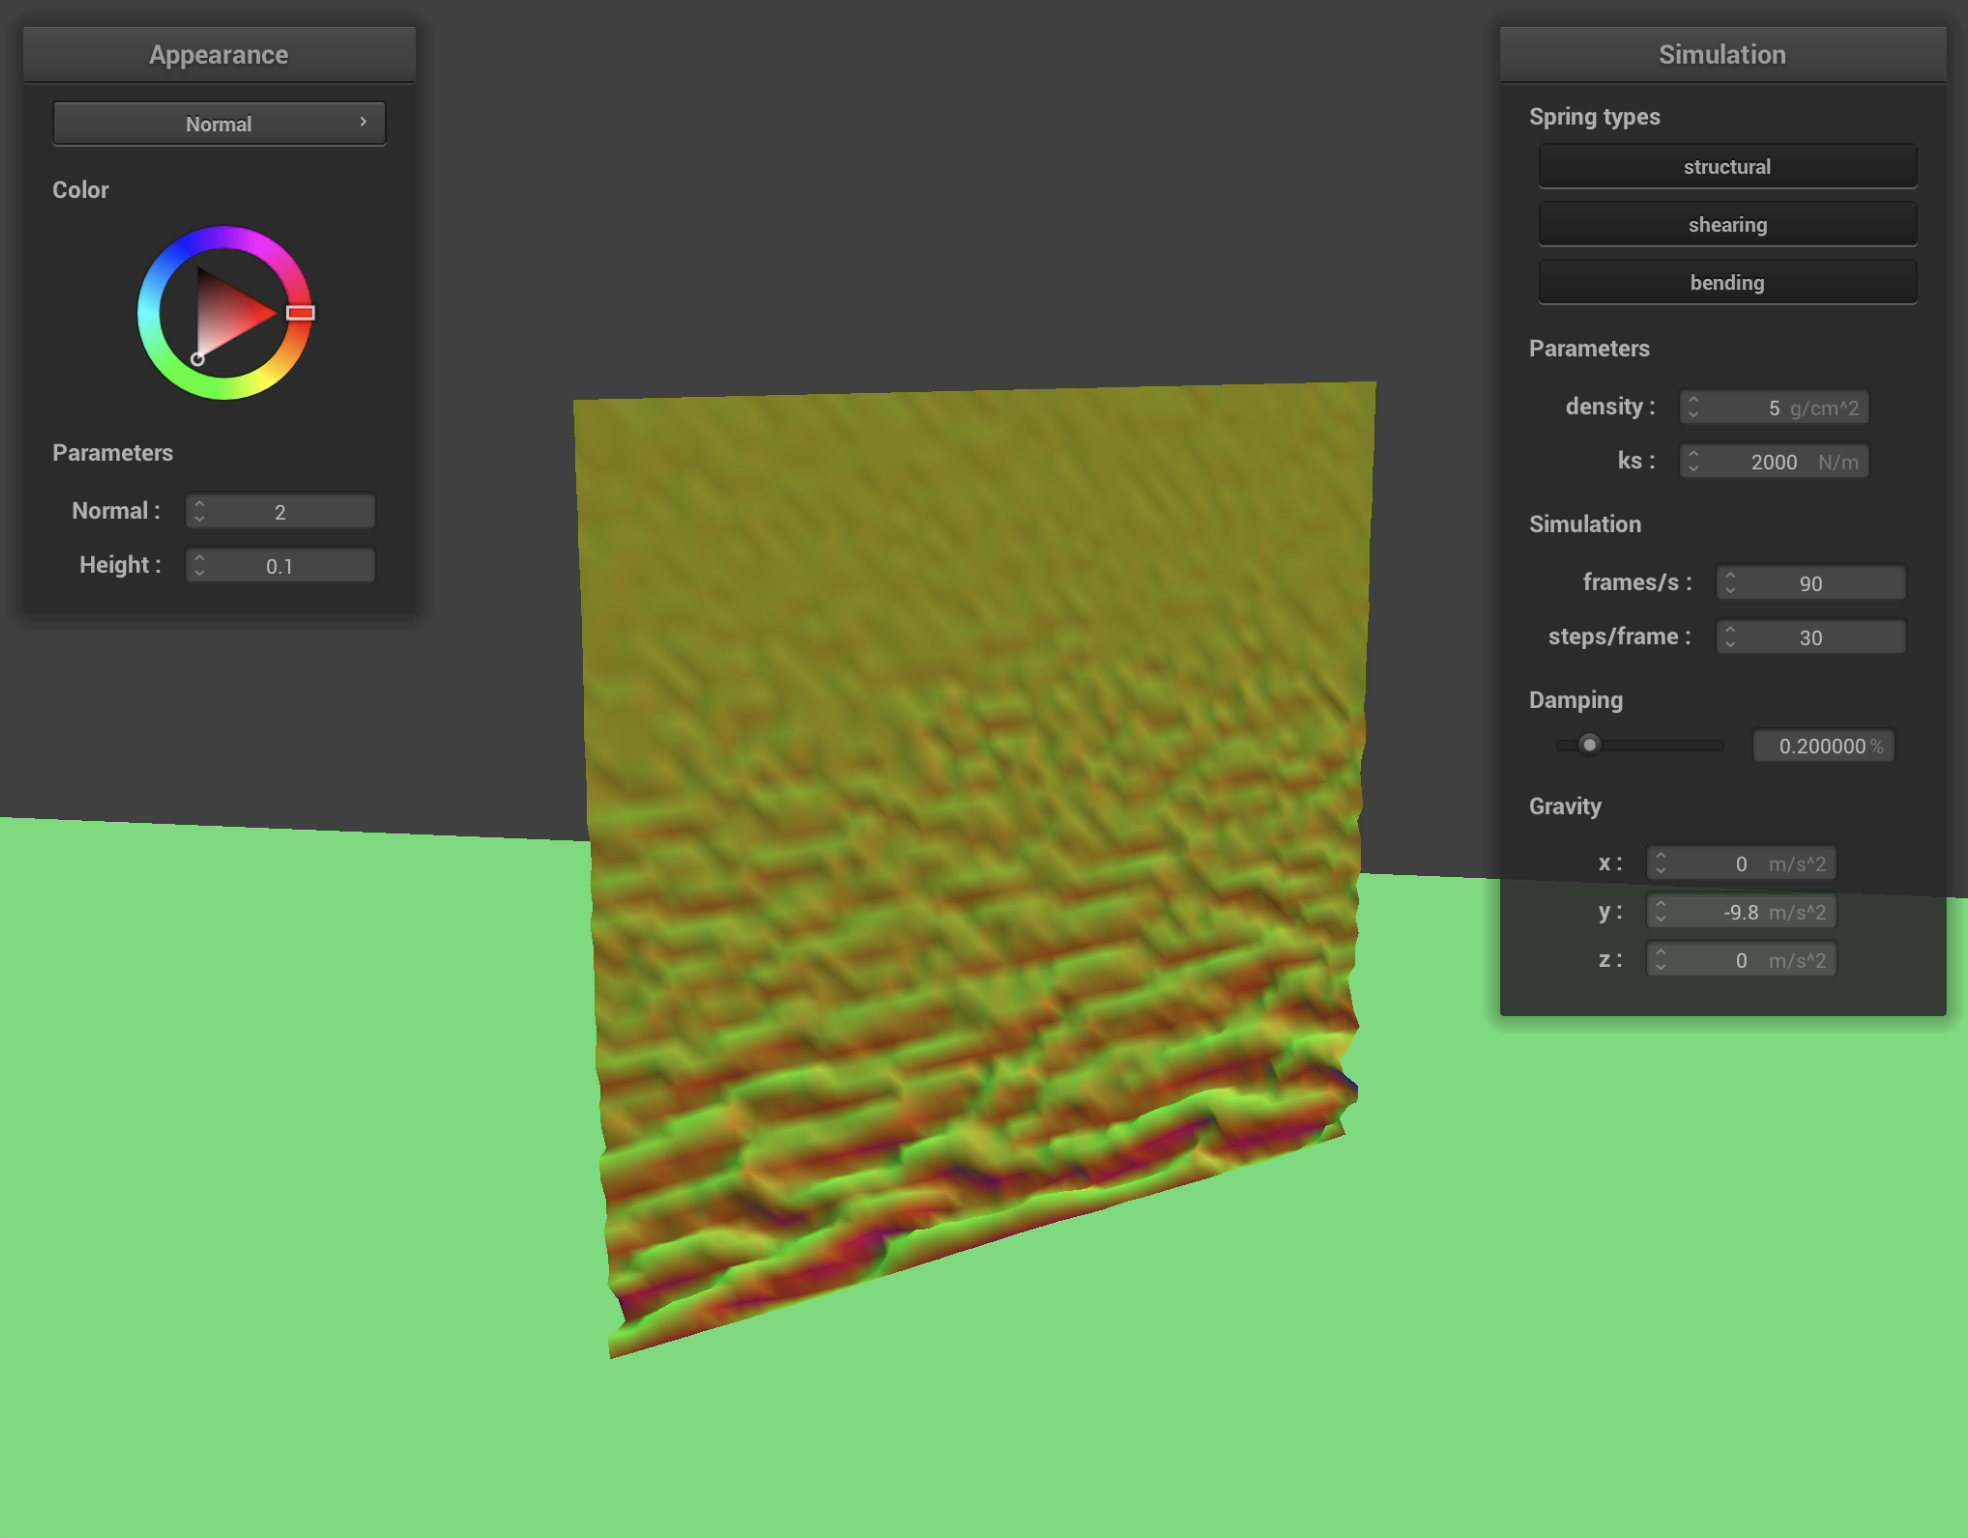 Appearance
Normal
Color
Parameters
Normal : 2
Height : 0.1
Simulation
Spring types
structural
shearing
bending
Parameters
density : 5 g/cm^2
ks : 2000 N/m
Simulation
frames/s : 90
steps/frame : 30
Damping
0.200000 %
Gravity
x : 0 m/s^2
y : -9.8 m/s^2
z : 0 m/s^2